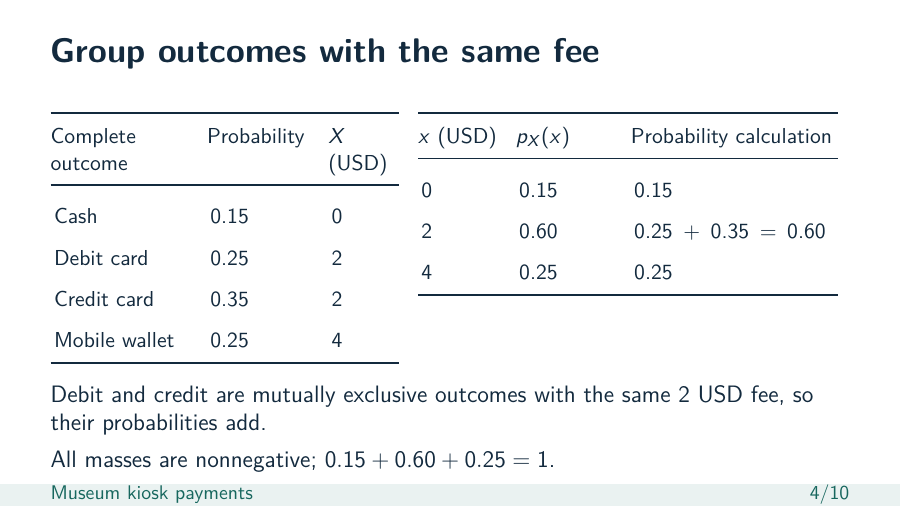 Group outcomes with the same fee
Complete outcome Probability X (USD)
Cash 0.15 0
Debit card 0.25 2
Credit card 0.35 2
Mobile wallet 0.25 4
x (USD) pX(x) Probability calculation
0 0.15 0.15
2 0.60 0.25 + 0.35 = 0.60
4 0.25 0.25
Debit and credit are mutually exclusive outcomes with the same 2 USD fee, so
their probabilities add.
All masses are nonnegative; 0.15 + 0.60 + 0.25 = 1.
Museum kiosk payments 4/10